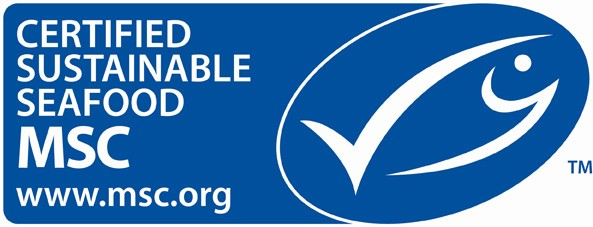 CERTIFIED
SUSTAINABLE
SEAFOOD
MSC
www.msc.org
TM